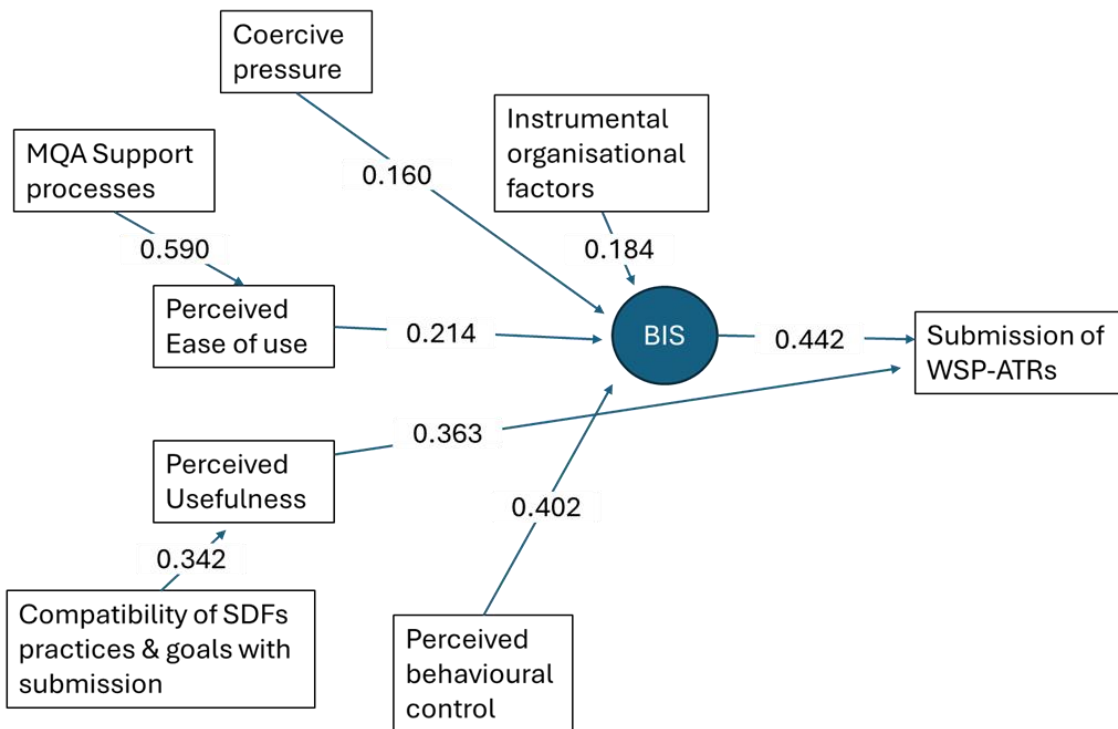 Coercive
pressure
Instrumental
organisational
factors
MQA Support
processes
0.160
0.590
0.184
Perceived
Ease of use
0.214
BIS
0.442
Submission of
WSP-ATRs
0.363
Perceived
Usefulness
0.402
0.342
Compatibility of SDFs
practices & goals with
submission
Perceived
behavioural
control